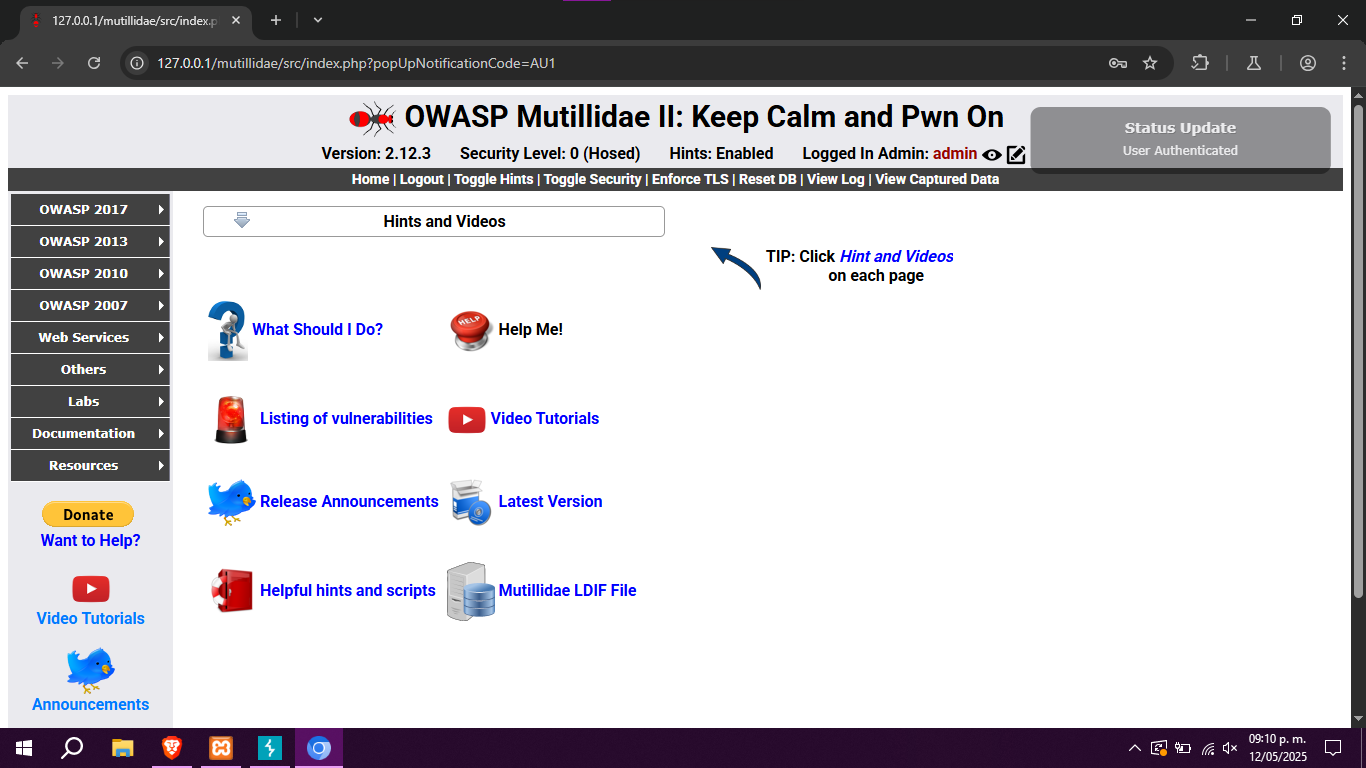 127.0.0.1/mutillidae/src/index.p
127.0.0.1/mutillidae/src/index.php?popUpNotificationCode=AU1
OWASP Mutillidae II: Keep Calm and Pwn On
Version: 2.12.3 Security Level: 0 (Hosed) Hints: Enabled Logged In Admin: admin
Status Update
User Authenticated
Home | Logout | Toggle Hints | Toggle Security | Enforce TLS | Reset DB | View Log | View Captured Data
OWASP 2017
OWASP 2013
OWASP 2010
OWASP 2007
Web Services
Others
Labs
Documentation
Resources
Donate
Want to Help?
Video Tutorials
Announcements
Hints and Videos
TIP: Click Hint and Videos
on each page
What Should I Do?
HELP
Help Me!
Listing of vulnerabilities
Video Tutorials
Release Announcements
Latest Version
Helpful hints and scripts
Mutillidae LDIF File
09:10 p. m.
12/05/2025